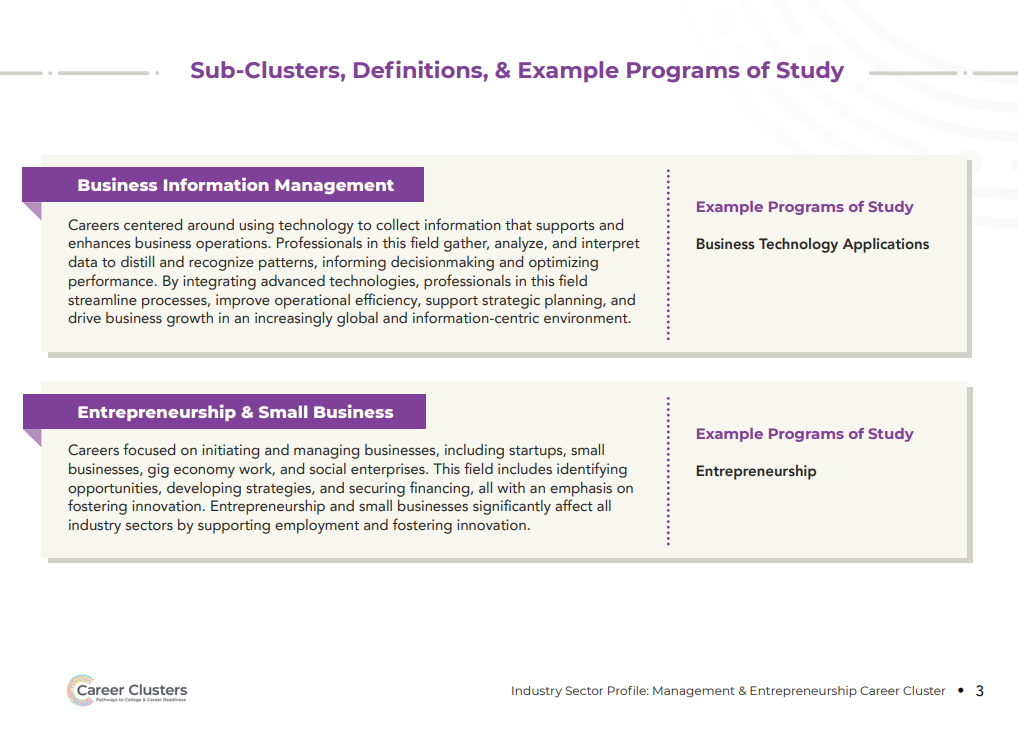 Sub-Clusters, Definitions, & Example Programs of Study
Business Information Management
Careers centered around using technology to collect information that supports and
enhances business operations. Professionals in this field gather, analyze, and interpret
data to distill and recognize patterns, informing decisionmaking and optimizing
performance. By integrating advanced technologies, professionals in this field
streamline processes, improve operational efficiency, support strategic planning, and
drive business growth in an increasingly global and information-centric environment.
Example Programs of Study
Business Technology Applications
Entrepreneurship & Small Business
Careers focused on initiating and managing businesses, including startups, small
businesses, gig economy work, and social enterprises. This field includes identifying
opportunities, developing strategies, and securing financing, all with an emphasis on
fostering innovation. Entrepreneurship and small businesses significantly affect all
industry sectors by supporting employment and fostering innovation.
Example Programs of Study
Entrepreneurship
Career Clusters
Pathways to College & Career Readiness
Industry Sector Profile: Management & Entrepreneurship Career Cluster • 3